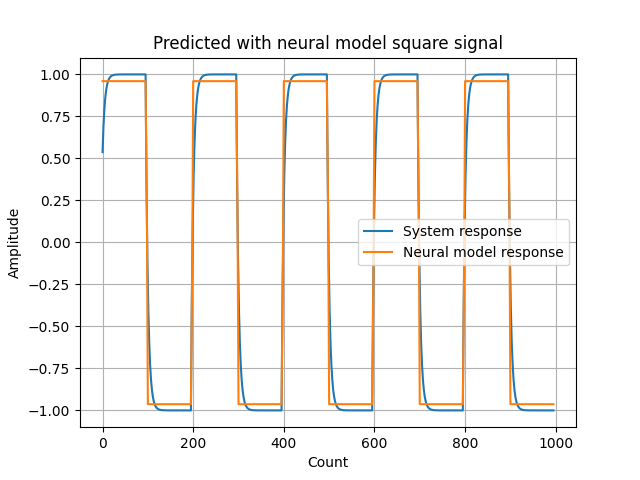 Predicted with neural model square signal
1.00
0.75
0.50
0.25
0.00
−0.25
−0.50
−0.75
−1.00
Amplitude
System response
Neural model response
0 200 400 600 800 1000
Count